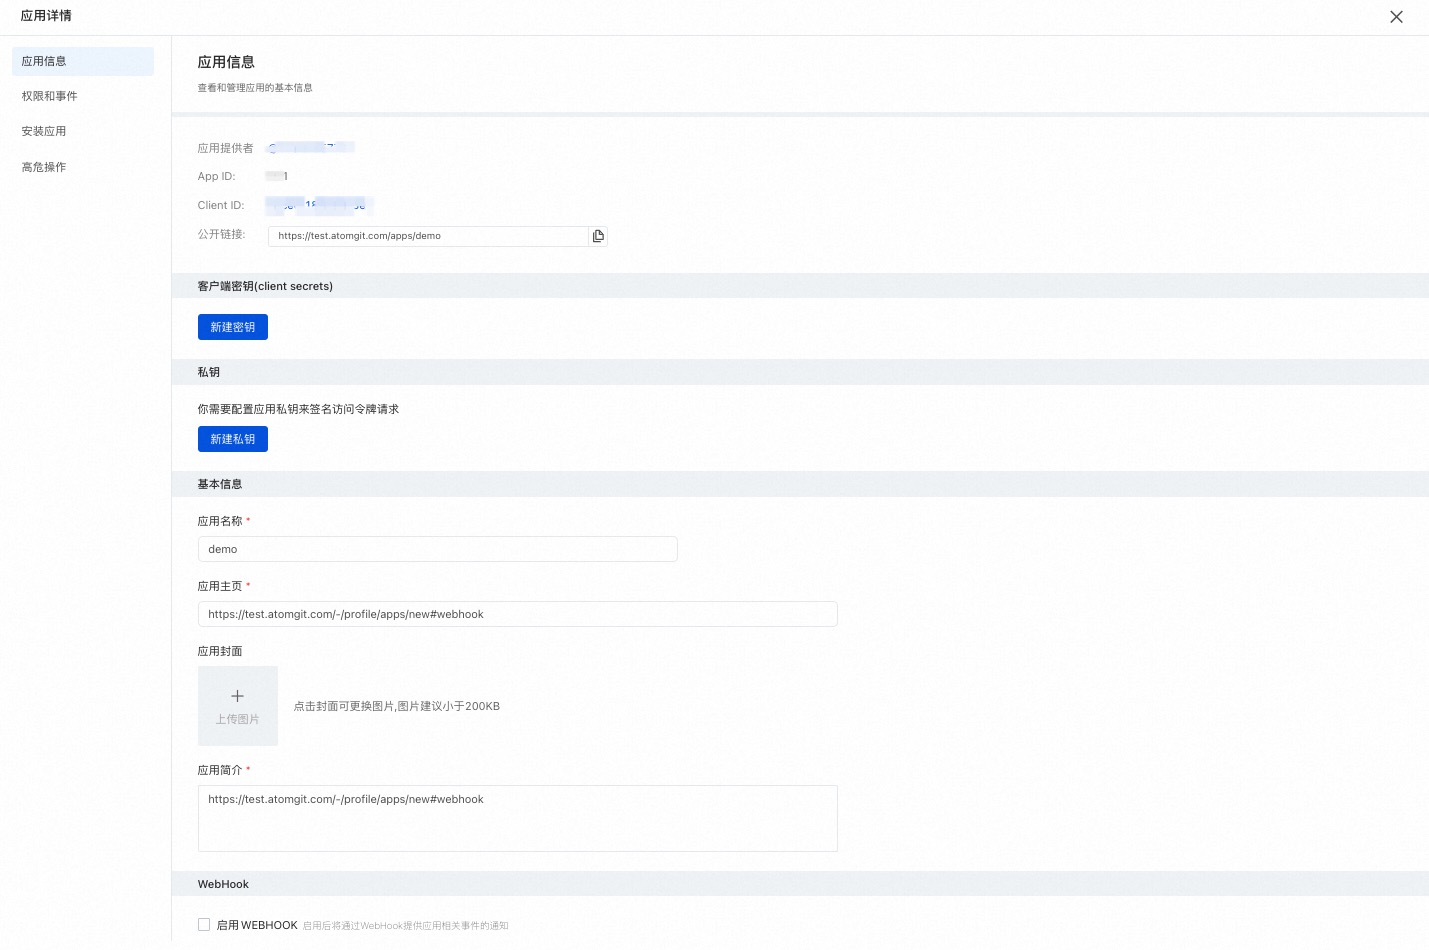 应用详情
应用信息
权限和事件
安装应用
高危操作
应用信息
查看和管理应用的基本信息
应用提供者
App ID:
Client ID:
公开链接: https://test.atomgit.com/apps/demo
客户端密钥(client secrets)
新建密钥
私钥
你需要配置应用私钥来签名访问令牌请求
新建私钥
基本信息
应用名称 *
demo
应用主页 *
https://test.atomgit.com/-/profile/apps/new#webhook
应用封面
上传图片
点击封面可更换图片,图片建议小于200KB
应用简介 *
https://test.atomgit.com/-/profile/apps/new#webhook
WebHook
启用 WEBHOOK 启用后将通过WebHook提供应用相关事件的通知